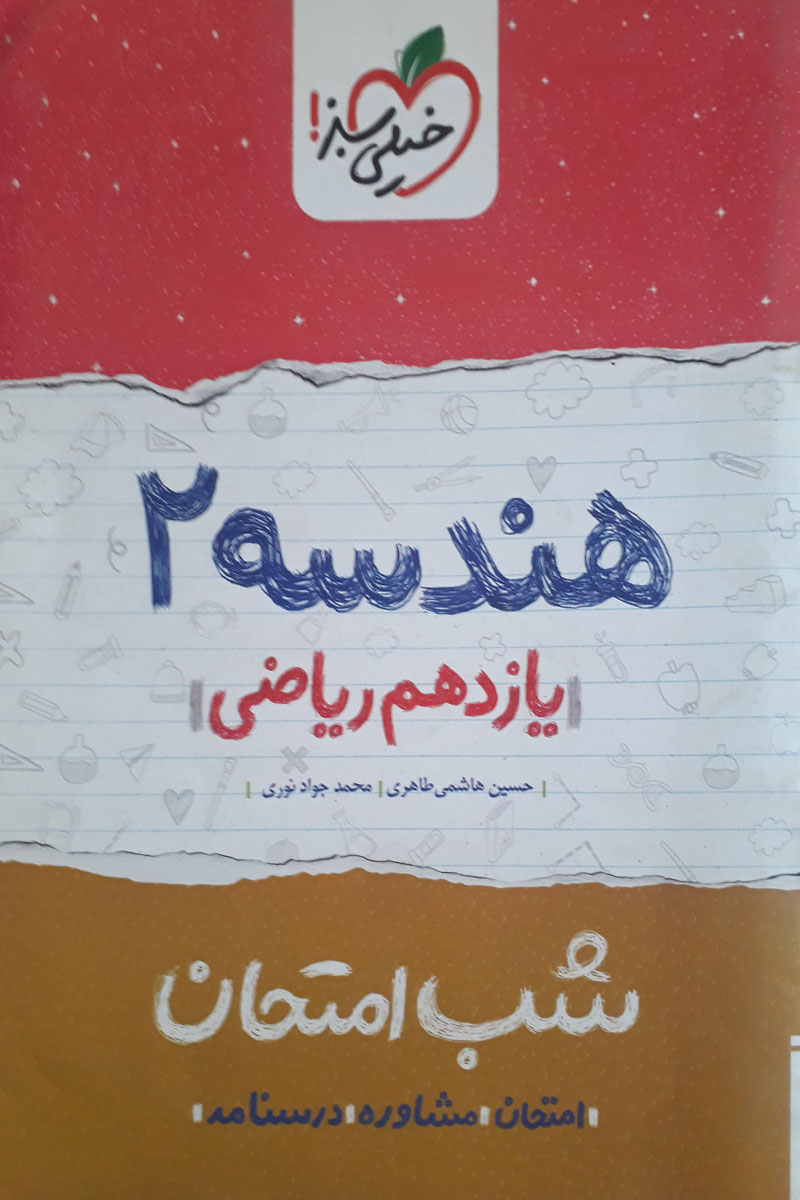 خیلی سبز!
هندسه ۲
یازدهم ریاضی
حسین هاشمی‌طاهری | محمد جواد نوری
شب امتحان
امتحان | مشاوره | درسنامه